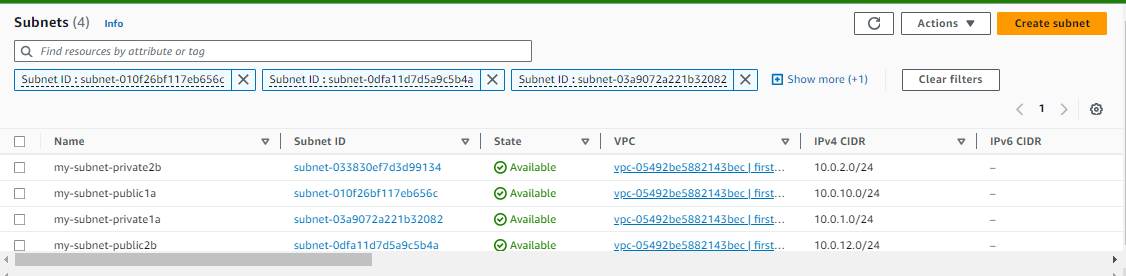 Subnets (4) Info
Actions
Create subnet
Find resources by attribute or tag
Subnet ID : subnet-010f26bf117eb656c
Subnet ID : subnet-0dfa11d7d5a9c5b4a
Subnet ID : subnet-03a9072a221b32082
Show more (+1)
Clear filters
1
Name Subnet ID State VPC IPv4 CIDR IPv6 CIDR
my-subnet-private2b subnet-033830ef7d3d99134 Available vpc-05492be5882143bec | first… 10.0.2.0/24 –
my-subnet-public1a subnet-010f26bf117eb656c Available vpc-05492be5882143bec | first… 10.0.10.0/24 –
my-subnet-private1a subnet-03a9072a221b32082 Available vpc-05492be5882143bec | first… 10.0.1.0/24 –
my-subnet-public2b subnet-0dfa11d7d5a9c5b4a Available vpc-05492be5882143bec | first… 10.0.12.0/24 –